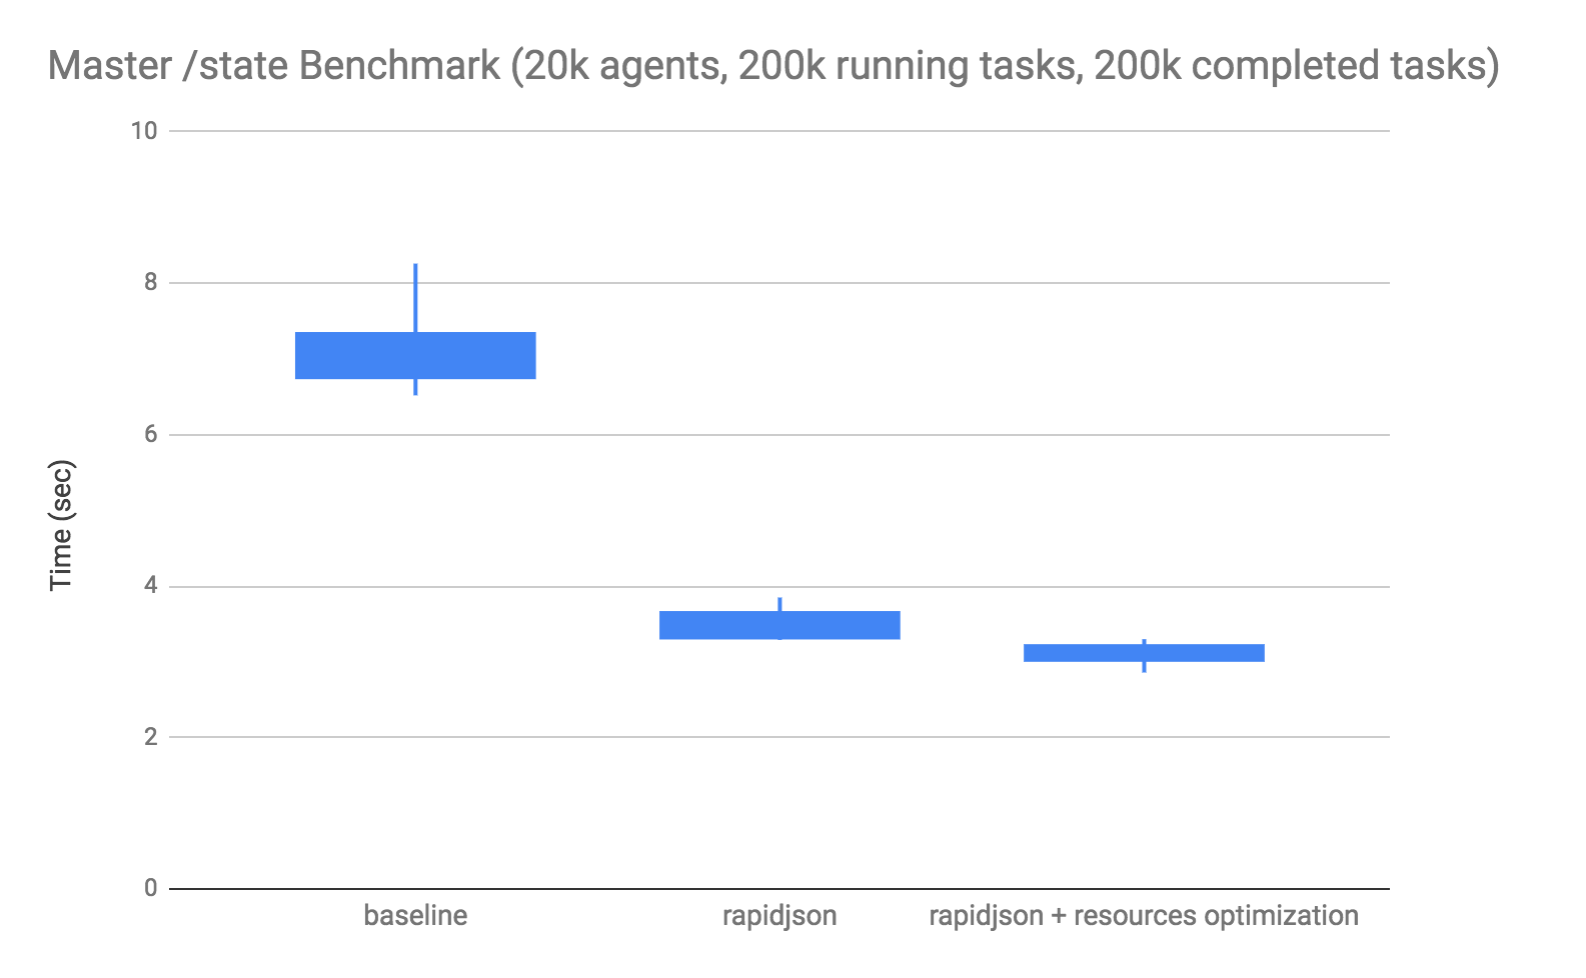 Master /state Benchmark (20k agents, 200k running tasks, 200k completed tasks)
10
8
6
4
2
0
Time (sec)
baseline
rapidjson
rapidjson + resources optimization